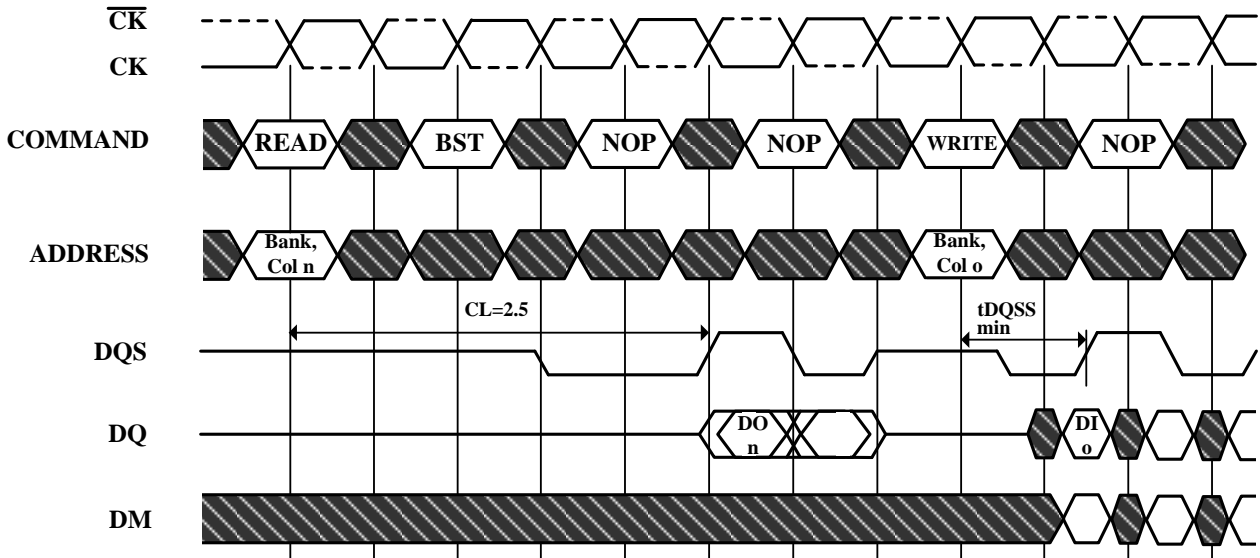 CK
CK
COMMAND
READ
BST
NOP
NOP
WRITE
NOP
ADDRESS
Bank,
Col n
Bank,
Col o
CL=2.5
tDQSS
min
DQS
DQ
DO
n
DI
o
DM